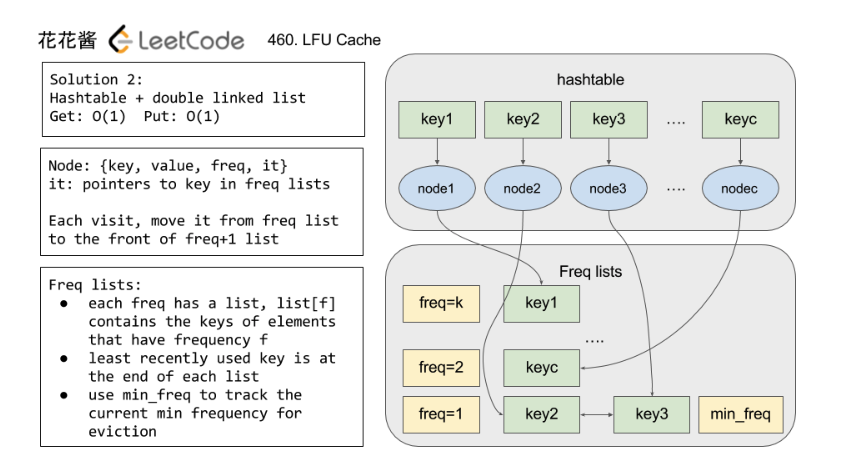 花花酱 LeetCode 460. LFU Cache
Solution 2:
Hashtable + double linked list
Get: O(1)  Put: O(1)
Node: {key, value, freq, it}
it: pointers to key in freq lists
Each visit, move it from freq list
to the front of freq+1 list
Freq lists:
● each freq has a list, list[f]
contains the keys of elements
that have frequency f
● least recently used key is at
the end of each list
● use min_freq to track the
current min frequency for
eviction
hashtable
key1 key2 key3 .... keyc
node1 node2 node3 .... nodec
Freq lists
freq=k key1
....
freq=2 keyc
freq=1 key2 key3 min_freq